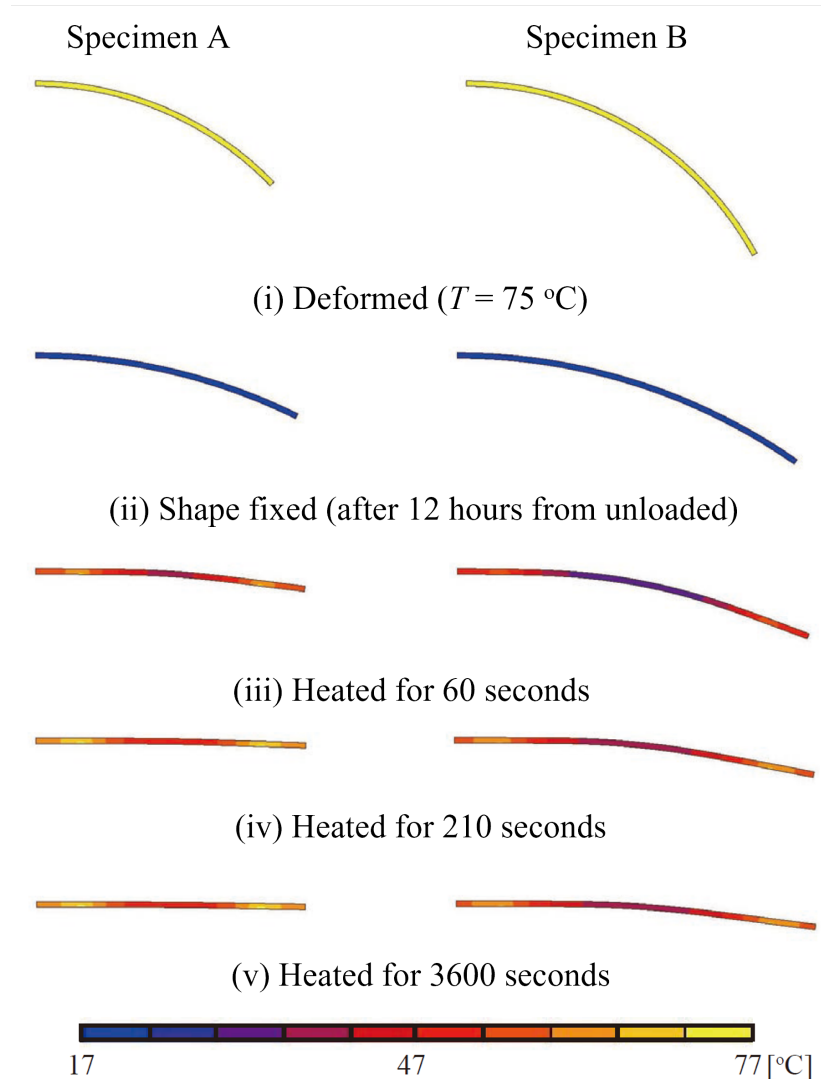 Specimen A Specimen B
(i) Deformed (T = 75 °C)
(ii) Shape fixed (after 12 hours from unloaded)
(iii) Heated for 60 seconds
(iv) Heated for 210 seconds
(v) Heated for 3600 seconds
17 47 77 [°C]